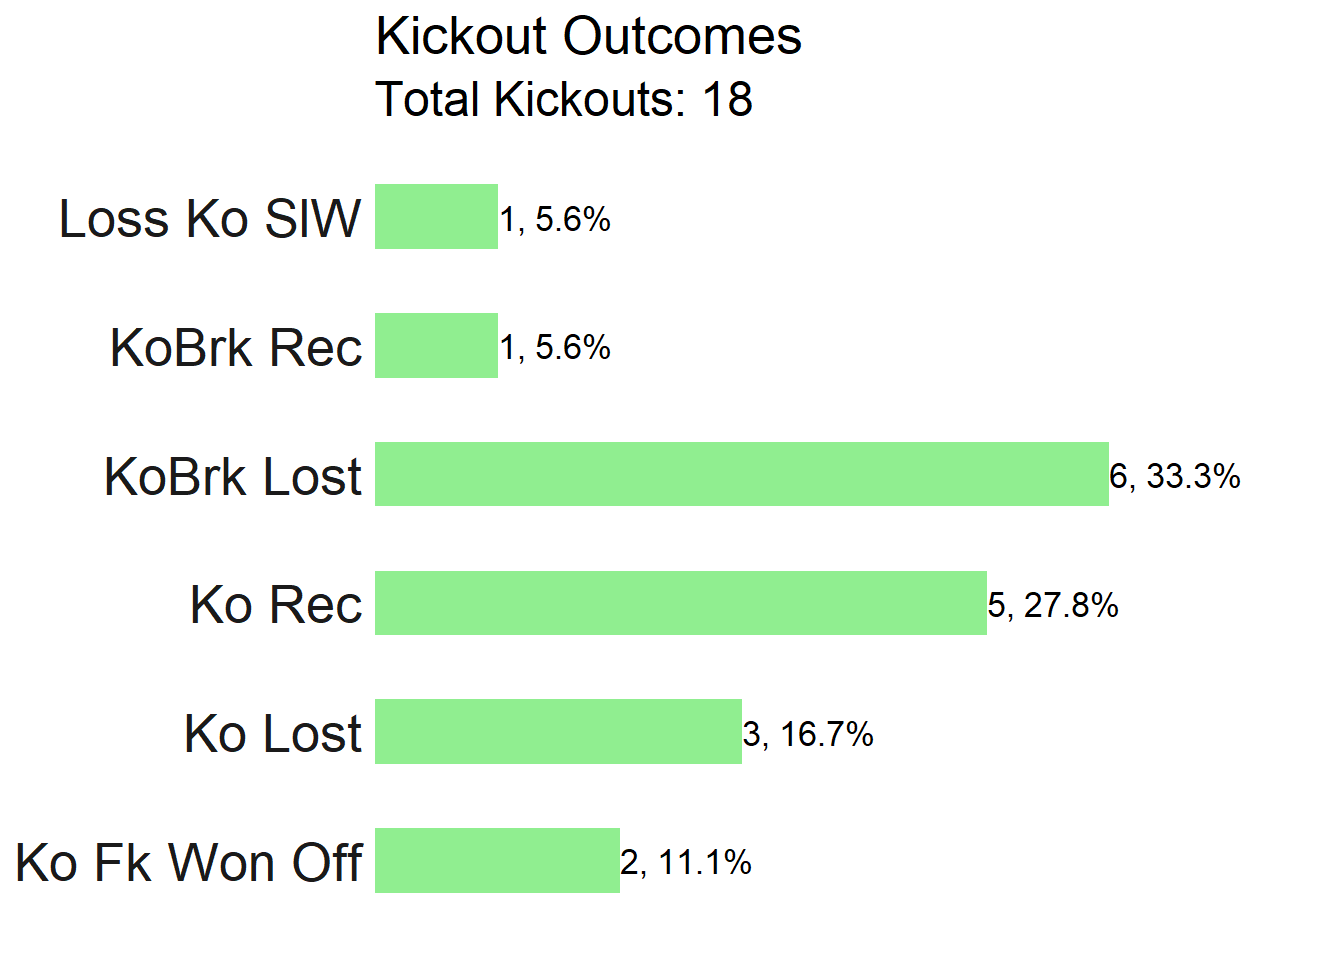 Kickout Outcomes
Total Kickouts: 18
Loss Ko SlW 1, 5.6%
KoBrk Rec 1, 5.6%
KoBrk Lost 6, 33.3%
Ko Rec 5, 27.8%
Ko Lost 3, 16.7%
Ko Fk Won Off 2, 11.1%